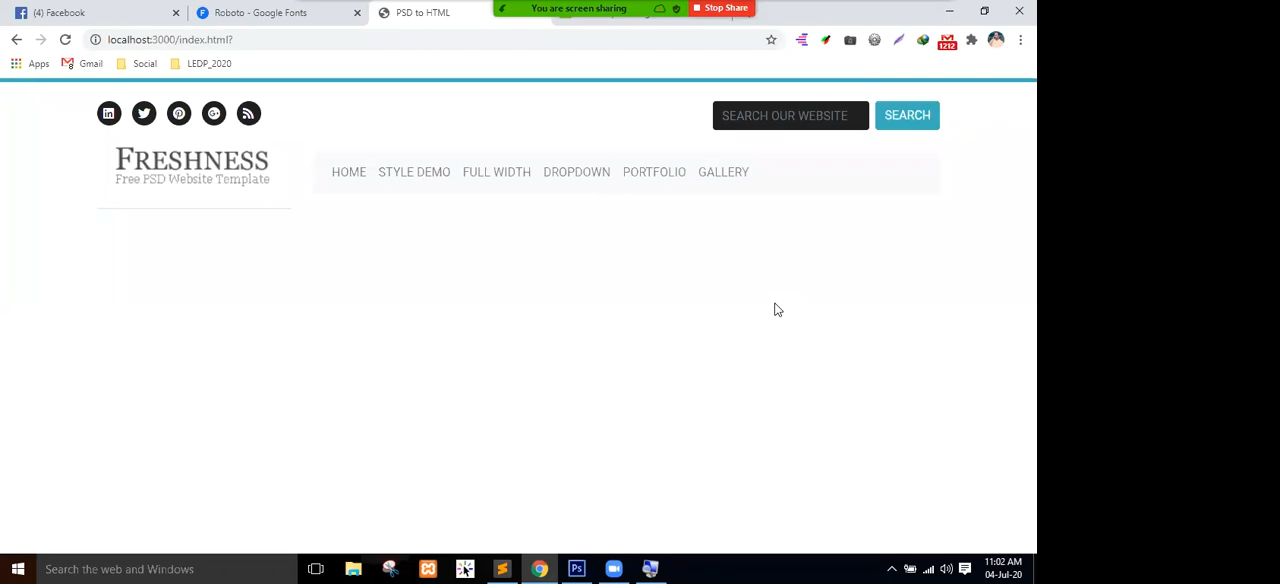 (4) Facebook
Roboto - Google Fonts
PSD to HTML
You are screen sharing
Stop Share
localhost:3000/index.html?
1212
Apps
Gmail
Social
LEDP_2020
SEARCH OUR WEBSITE
SEARCH
FRESHNESS
Free PSD Website Template
HOME
STYLE DEMO
FULL WIDTH
DROPDOWN
PORTFOLIO
GALLERY
Search the web and Windows
Ps
11:02 AM
04-Jul-20